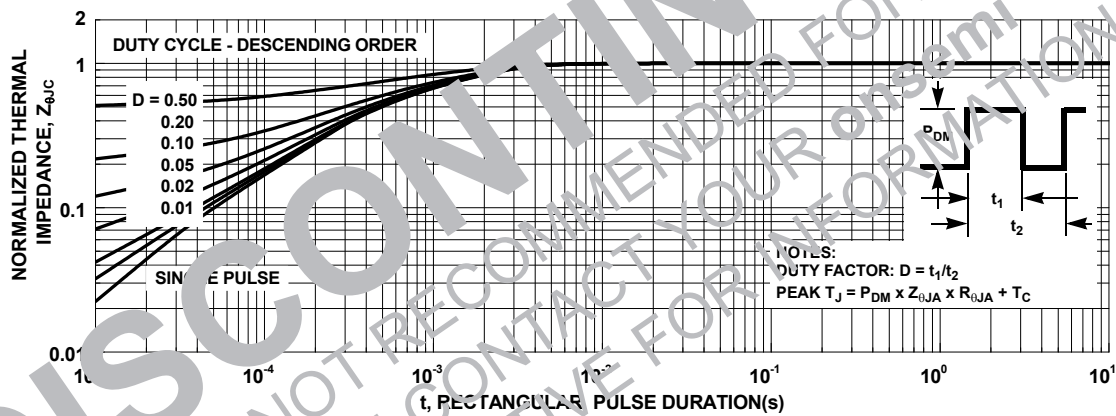 2
1
0.1
0.01
NORMALIZED THERMAL
IMPEDANCE, ZθJC
DUTY CYCLE - DESCENDING ORDER
D = 0.50
0.20
0.10
0.05
0.02
0.01
SINGLE PULSE
PDM
t1
t2
NOTES:
DUTY FACTOR: D = t1/t2
PEAK TJ = PDM x ZθJA x RθJA + TC
10-4
10-3
10-2
10-1
100
101
t, RECTANGULAR PULSE DURATION(s)
DISCONTIN
NOT RECOMMENDED FOR
CONTACT YOUR onsemi
FOR INFORMATION